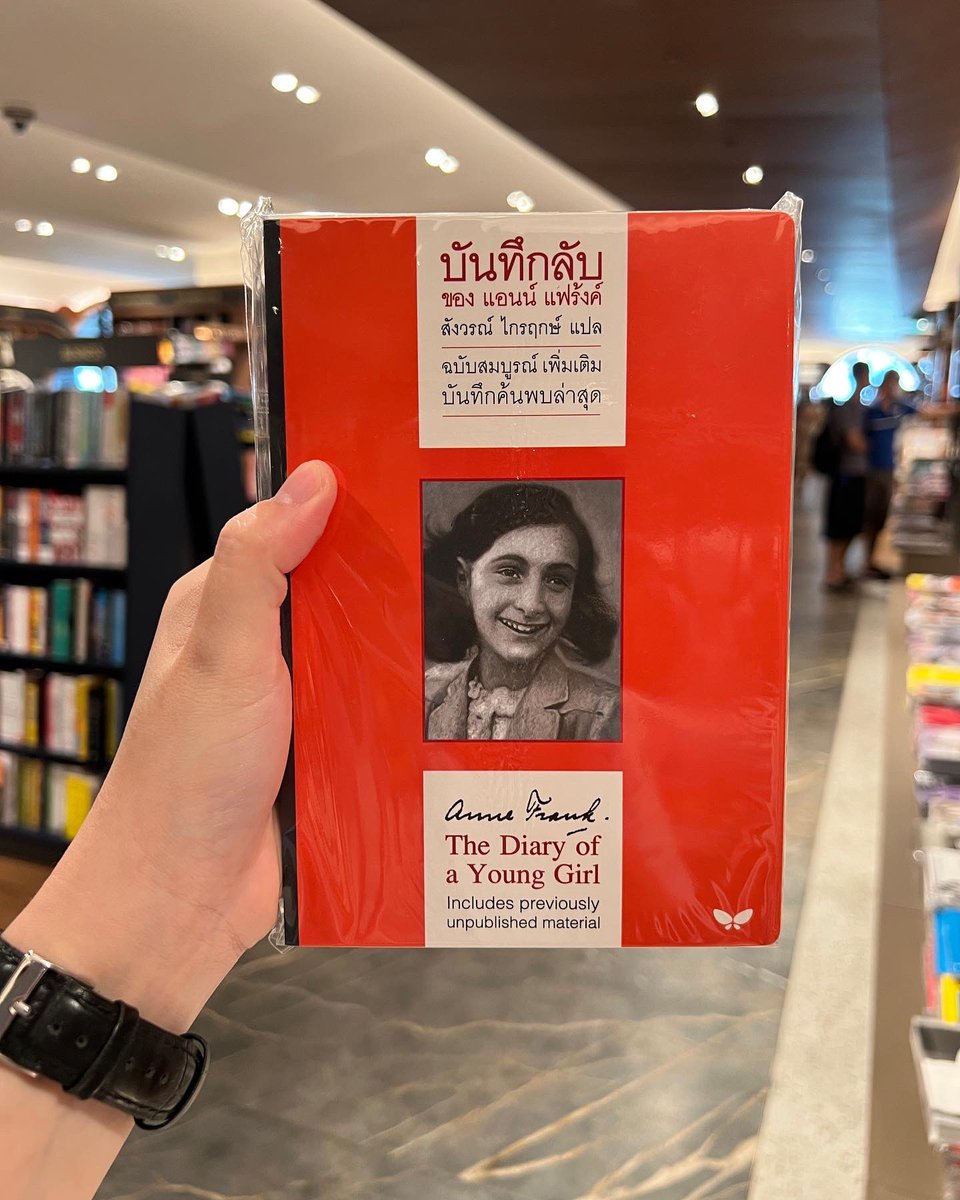 บันทึกลับ
ของ แอนน์ แฟร้งค์
สังวรณ์ ไกรฤกษ์ แปล
ฉบับสมบูรณ์ เพิ่มเติม
บันทึกค้นพบล่าสุด
Anne Frank.
The Diary of
a Young Girl
Includes previously
unpublished material